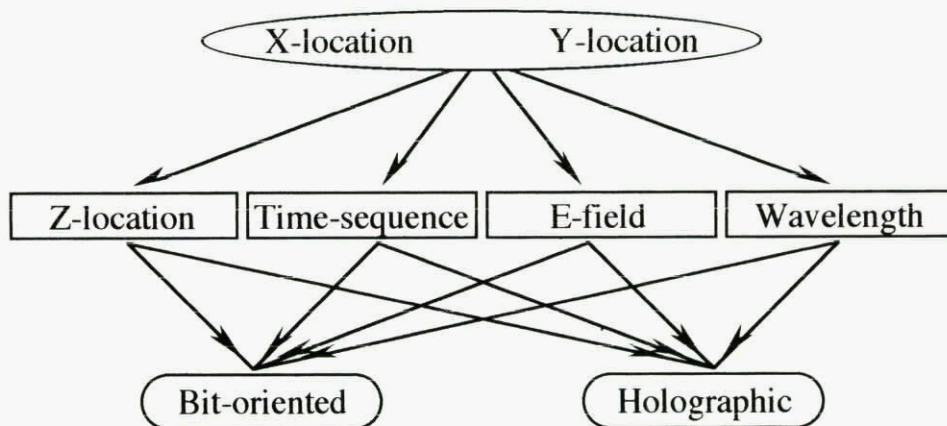 X-location Y-location
Z-location Time-sequence E-field Wavelength
Bit-oriented Holographic